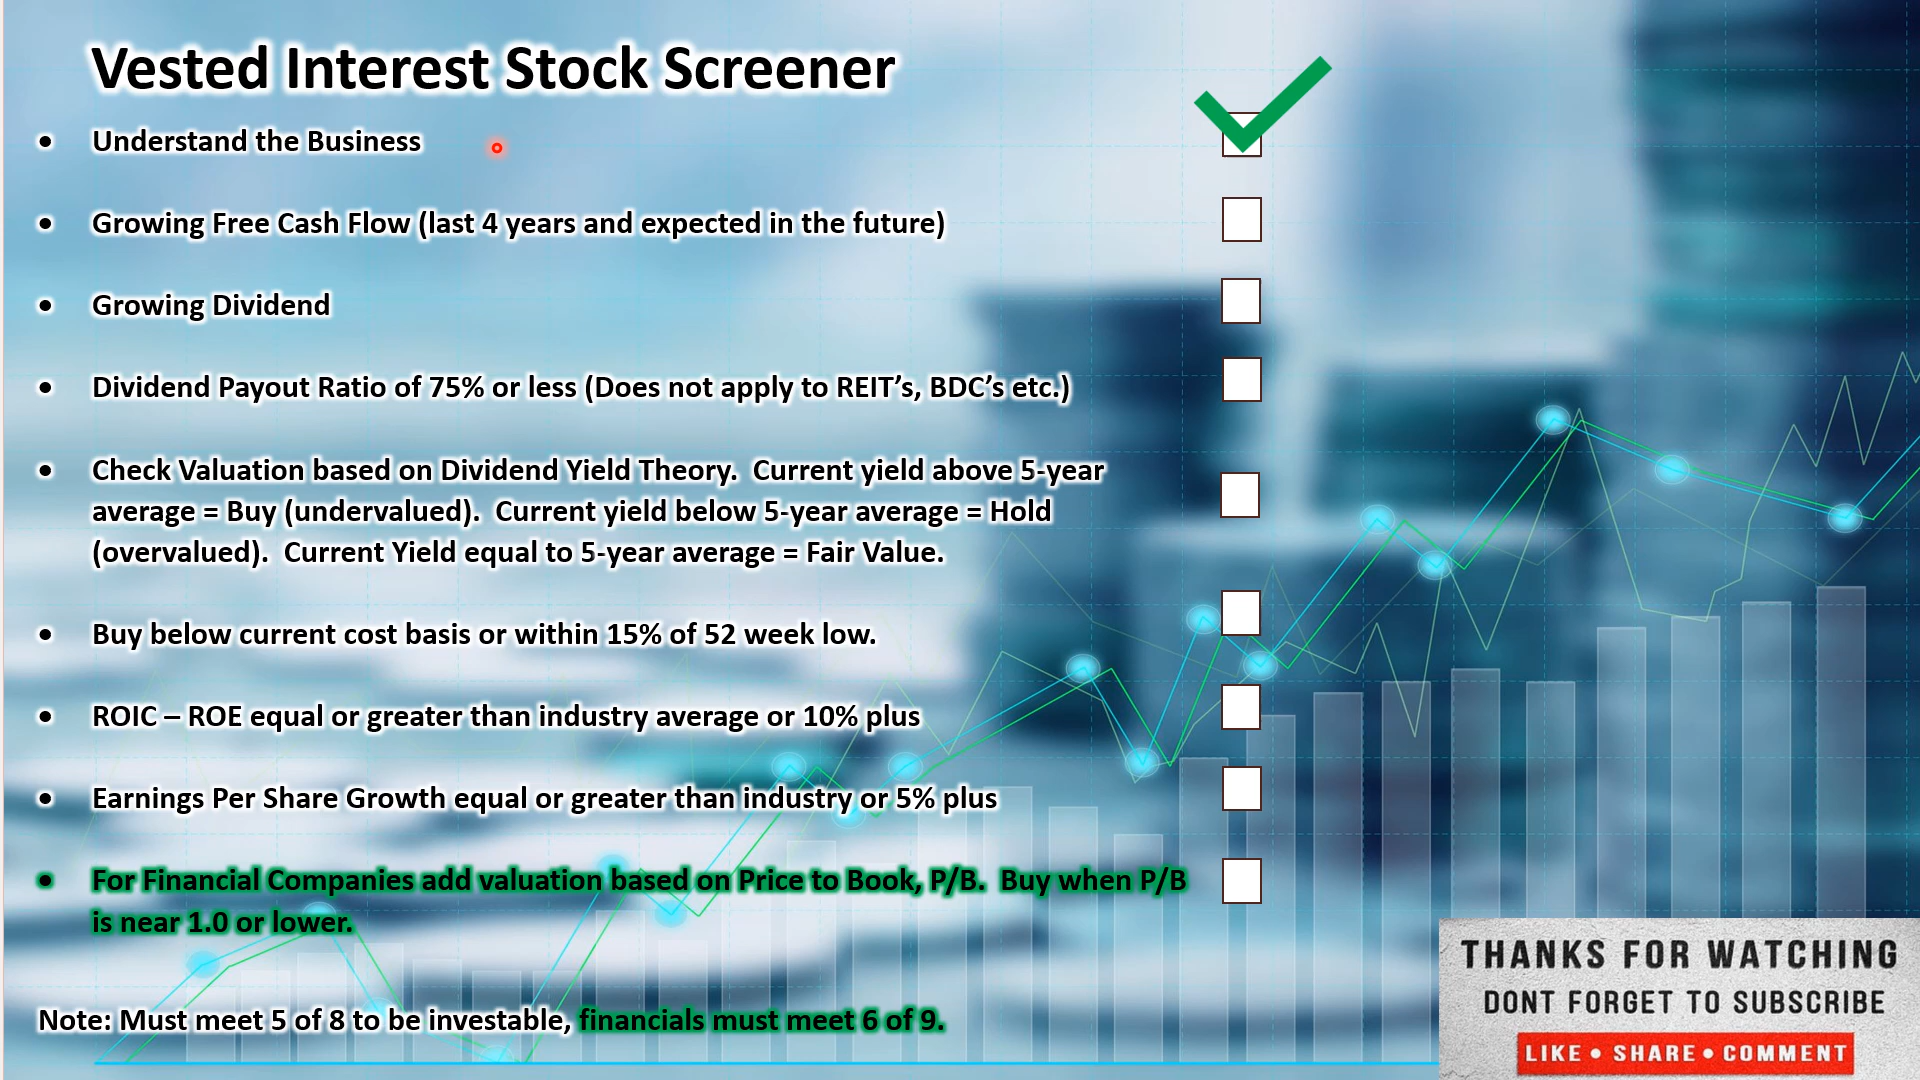 Vested Interest Stock Screener
• Understand the Business
• Growing Free Cash Flow (last 4 years and expected in the future)
• Growing Dividend
• Dividend Payout Ratio of 75% or less (Does not apply to REIT’s, BDC’s etc.)
• Check Valuation based on Dividend Yield Theory.  Current yield above 5-year
average = Buy (undervalued).  Current yield below 5-year average = Hold
(overvalued).  Current Yield equal to 5-year average = Fair Value.
• Buy below current cost basis or within 15% of 52 week low.
• ROIC – ROE equal or greater than industry average or 10% plus
• Earnings Per Share Growth equal or greater than industry or 5% plus
• For Financial Companies add valuation based on Price to Book, P/B.  Buy when P/B
is near 1.0 or lower.
Note: Must meet 5 of 8 to be investable, financials must meet 6 of 9.
THANKS FOR WATCHING
DONT FORGET TO SUBSCRIBE
LIKE • SHARE • COMMENT